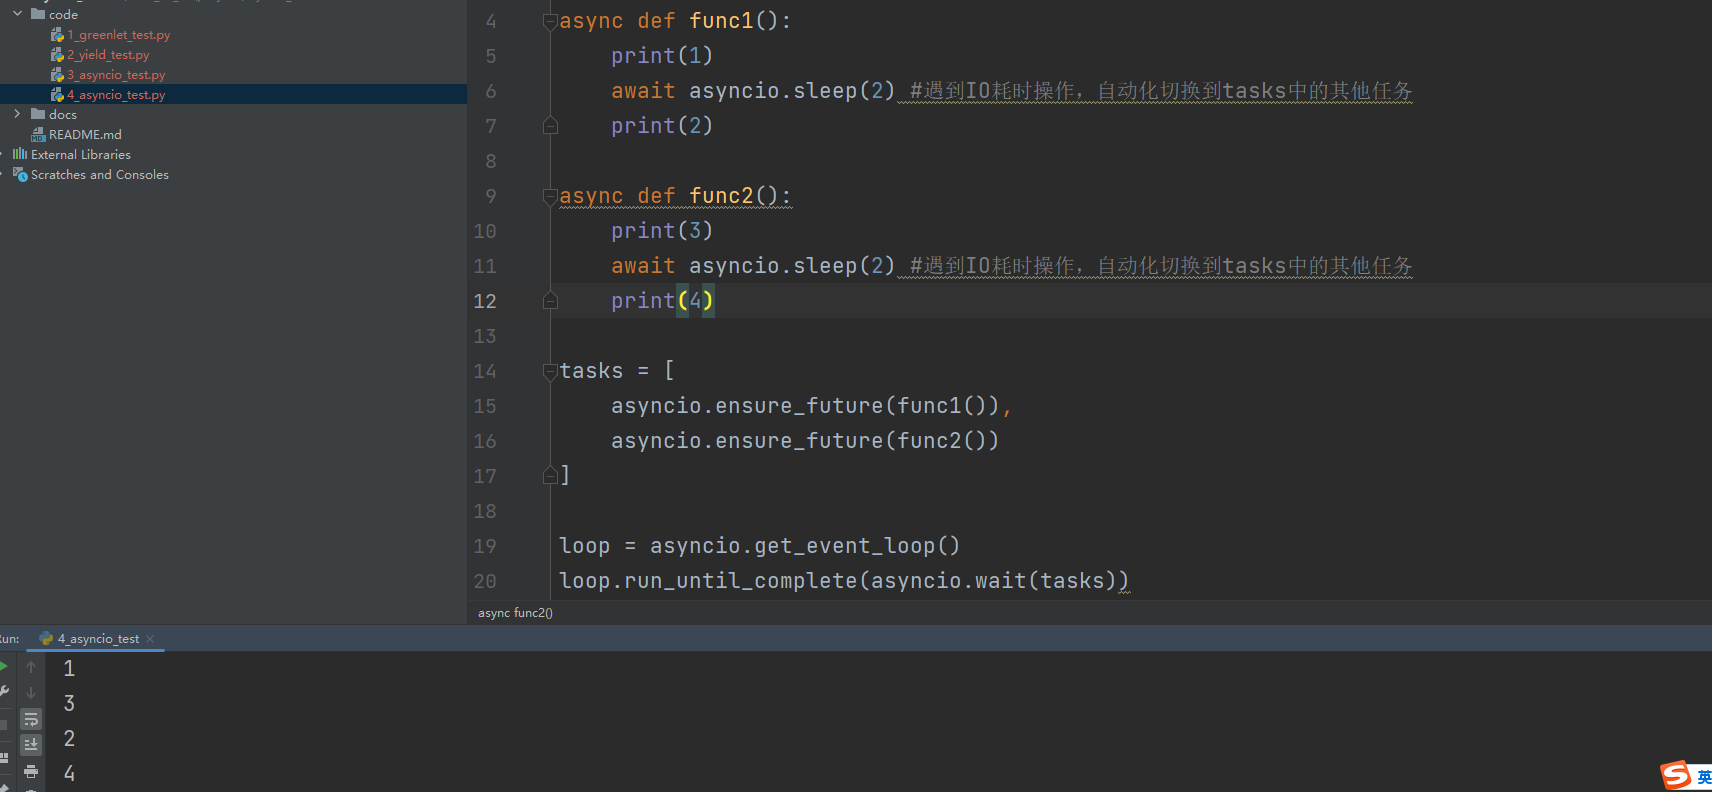 code
1_greenlet_test.py
2_yield_test.py
3_asyncio_test.py
4_asyncio_test.py
docs
README.md
External Libraries
Scratches and Consoles
4 async def func1():
5 print(1)
6 await asyncio.sleep(2) #遇到IO耗时操作，自动化切换到tasks中的其他任务
7 print(2)
8
9 async def func2():
10 print(3)
11 await asyncio.sleep(2) #遇到IO耗时操作，自动化切换到tasks中的其他任务
12 print(4)
13
14 tasks = [
15 asyncio.ensure_future(func1()),
16 asyncio.ensure_future(func2())
17 ]
18
19 loop = asyncio.get_event_loop()
20 loop.run_until_complete(asyncio.wait(tasks))
async func2()
un: 4_asyncio_test
1
3
2
4
英